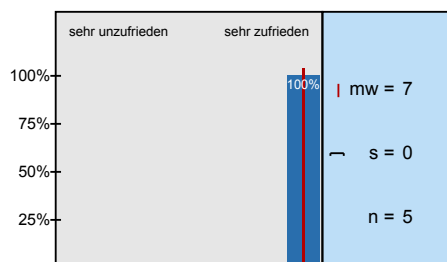 sehr unzufrieden sehr zufrieden
100%
100%
mw = 7
75%
50%
s = 0
25%
n = 5